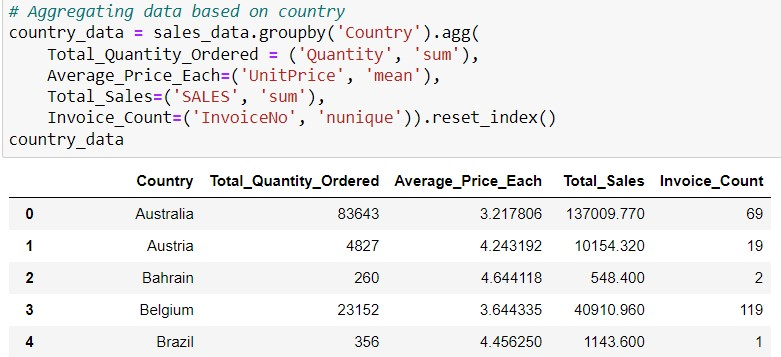 # Aggregating data based on country
country_data = sales_data.groupby('Country').agg(
    Total_Quantity_Ordered = ('Quantity', 'sum'),
    Average_Price_Each=('UnitPrice', 'mean'),
    Total_Sales=('SALES', 'sum'),
    Invoice_Count=('InvoiceNo', 'nunique')).reset_index()
country_data
Country Total_Quantity_Ordered Average_Price_Each Total_Sales Invoice_Count
0 Australia 83643 3.217806 137009.770 69
1 Austria 4827 4.243192 10154.320 19
2 Bahrain 260 4.644118 548.400 2
3 Belgium 23152 3.644335 40910.960 119
4 Brazil 356 4.456250 1143.600 1